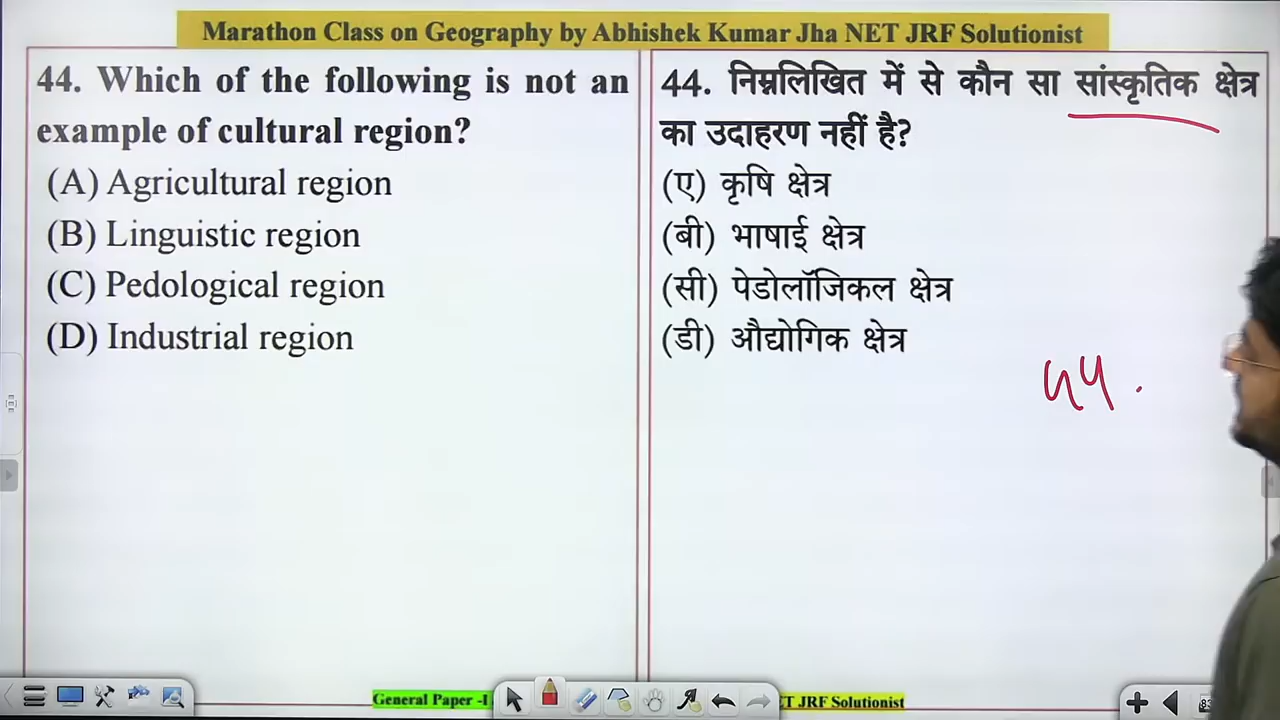 Marathon Class on Geography by Abhishek Kumar Jha NET JRF Solutionist
44. Which of the following is not an
example of cultural region?
(A) Agricultural region
(B) Linguistic region
(C) Pedological region
(D) Industrial region
44. निम्नलिखित में से कौन सा सांस्कृतिक क्षेत्र
का उदाहरण नहीं है?
(ए) कृषि क्षेत्र
(बी) भाषाई क्षेत्र
(सी) पेडोलॉजिकल क्षेत्र
(डी) औद्योगिक क्षेत्र
44.
General Paper -I
T JRF Solutionist